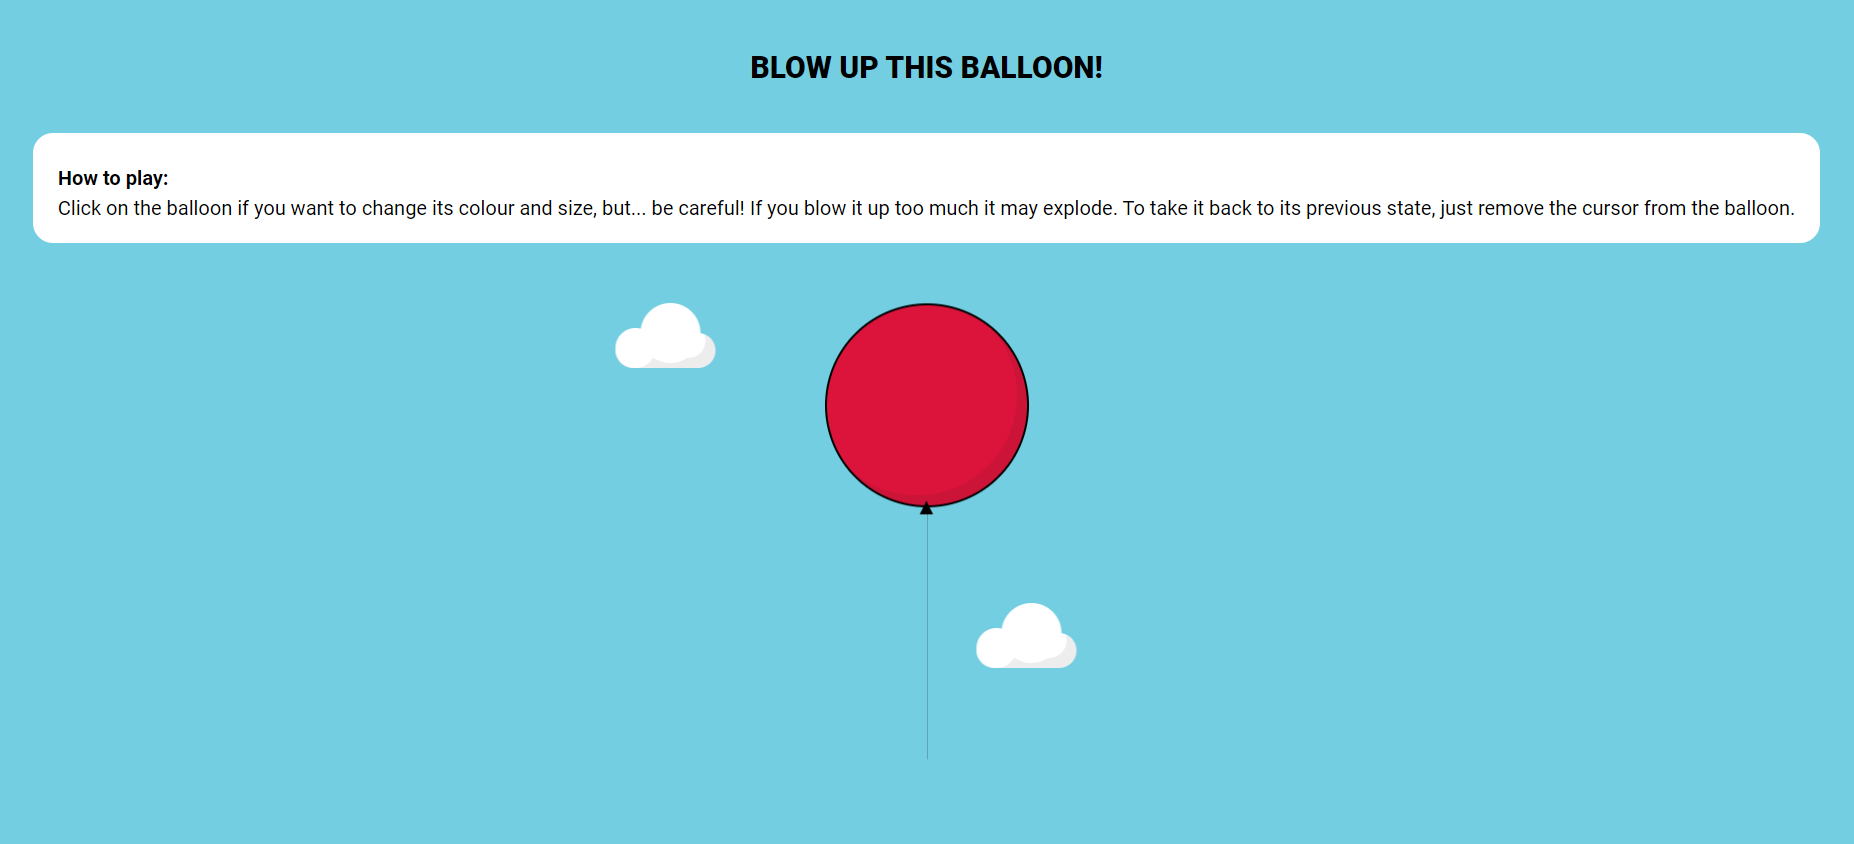 BLOW UP THIS BALLOON!
How to play:
Click on the balloon if you want to change its colour and size, but... be careful! If you blow it up too much it may explode. To take it back to its previous state, just remove the cursor from the balloon.